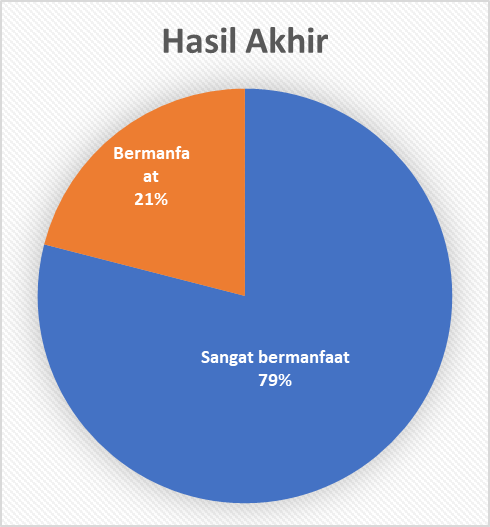 Hasil Akhir
Bermanfa
at
21%
Sangat bermanfaat
79%